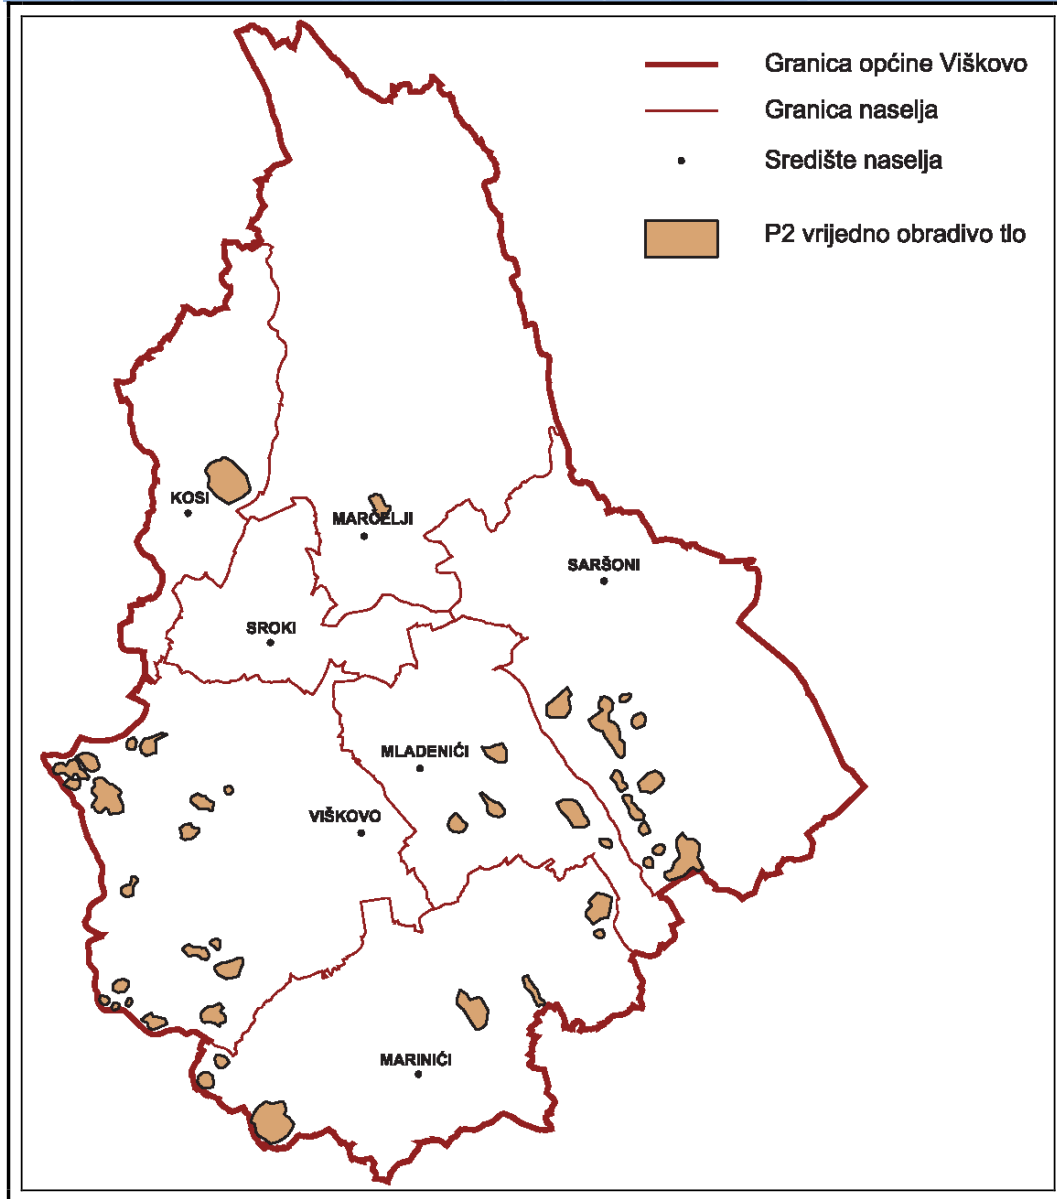 Granica općine Viškovo
Granica naselja
Središte naselja
P2 vrijedno obradivo tlo
KOSI
MARČELJI
SARŠONI
SROKI
MLADENIĆI
VIŠKOVO
MARINIĆI